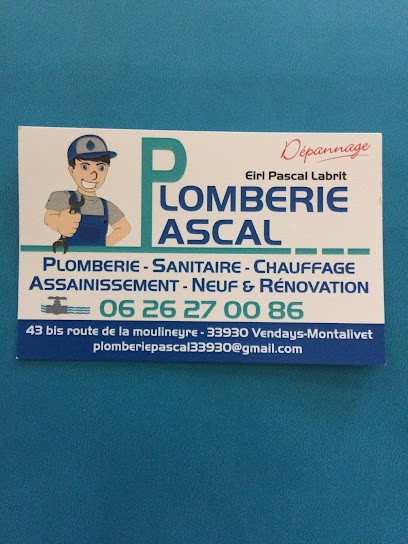 Dépannage
Eirl Pascal Labrit
PLOMBERIE
PASCAL
PLOMBERIE - SANITAIRE - CHAUFFAGE
ASSAINISSEMENT - NEUF & RÉNOVATION
06 26 27 00 86
43 bis route de la moulineyre - 33930 Vendays-Montalivet
plomberiepascal33930@gmail.com